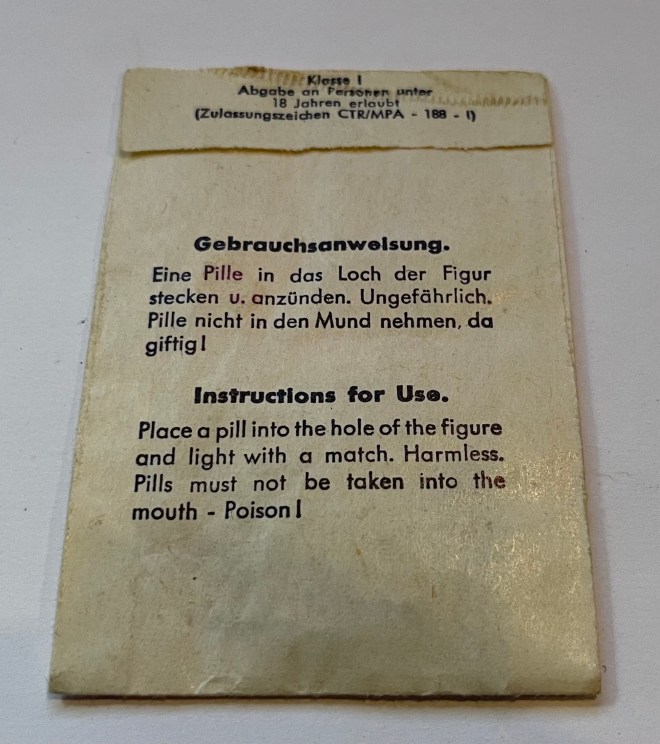 Klasse I
Abgabe an Personen unter
18 Jahren erlaubt
(Zulassungszeichen CTR/MPA - 188 - I)
Gebrauchsanweisung.
Eine Pille in das Loch der Figur
stecken u. anzünden. Ungefährlich.
Pille nicht in den Mund nehmen, da
giftig!
Instructions for Use.
Place a pill into the hole of the figure
and light with a match. Harmless.
Pills must not be taken into the
mouth - Poison!